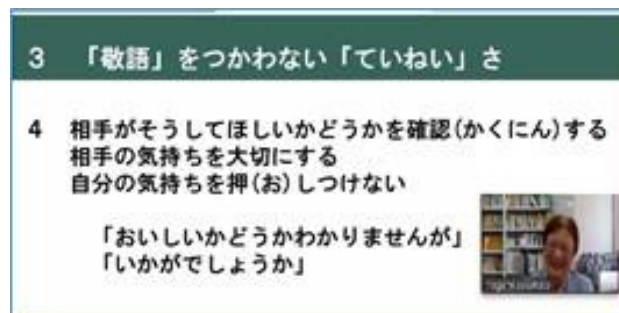 3 「敬語」をつかわない「ていねい」さ
4 相手がそうしてほしいかどうかを確認(かくにん)する
相手の気持ちを大切にする
自分の気持ちを押(お)しつけない
「おいしいかどうかわかりませんが」
「いかがでしょうか」